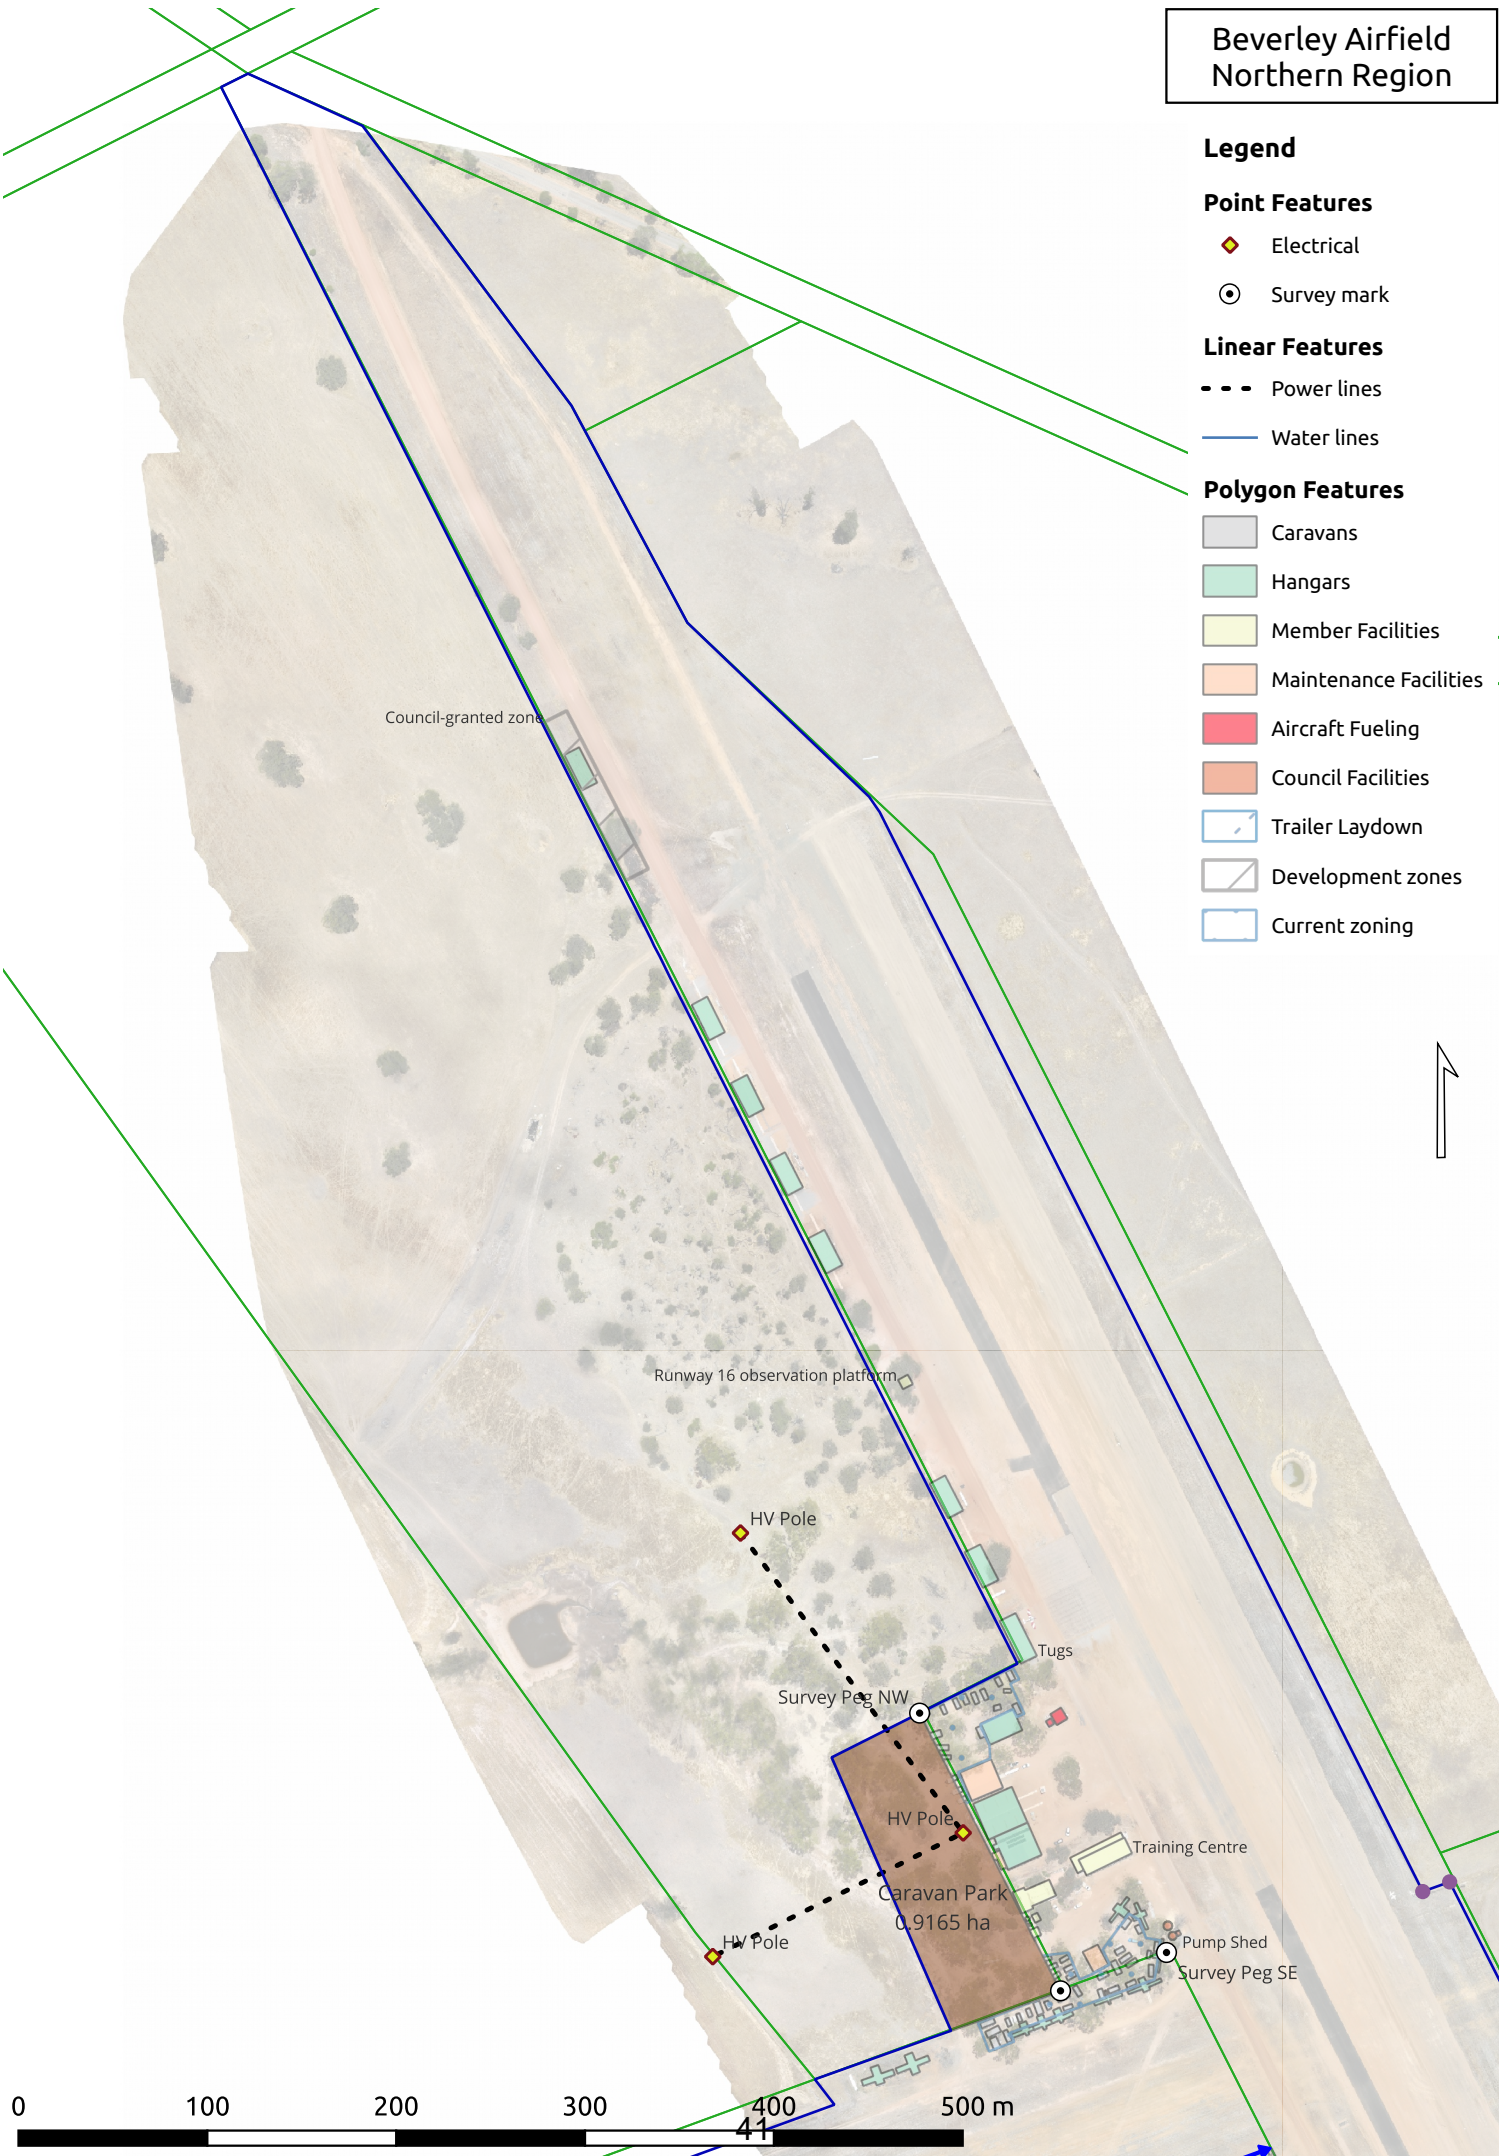 Beverley Airfield
Northern Region
Legend
Point Features
Electrical
Survey mark
Linear Features
Power lines
Water lines
Polygon Features
Caravans
Hangars
Member Facilities
Maintenance Facilities
Aircraft Fueling
Council Facilities
Trailer Laydown
Development zones
Current zoning
Council-granted zone
Runway 16 observation platform
HV Pole
Tugs
Survey Peg NW
HV Pole
Training Centre
Caravan Park
0.9165 ha
HV Pole
Pump Shed
Survey Peg SE
0 100 200 300 400 500 m
41